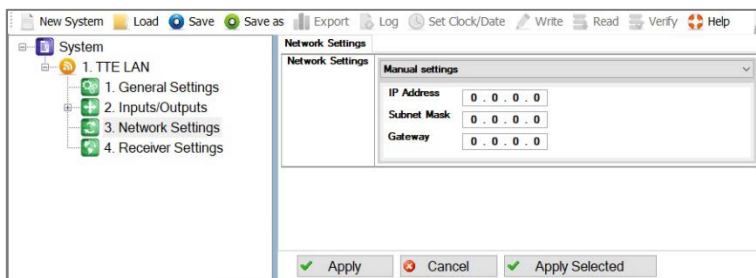 New System Load Save Save as Export Log Set Clock/Date Write Read Verify Help
System
1. TTE LAN
1. General Settings
2. Inputs/Outputs
3. Network Settings
4. Receiver Settings
Network Settings
Network Settings
Manual settings
IP Address 0 . 0 . 0 . 0
Subnet Mask 0 . 0 . 0 . 0
Gateway 0 . 0 . 0 . 0
Apply Cancel Apply Selected